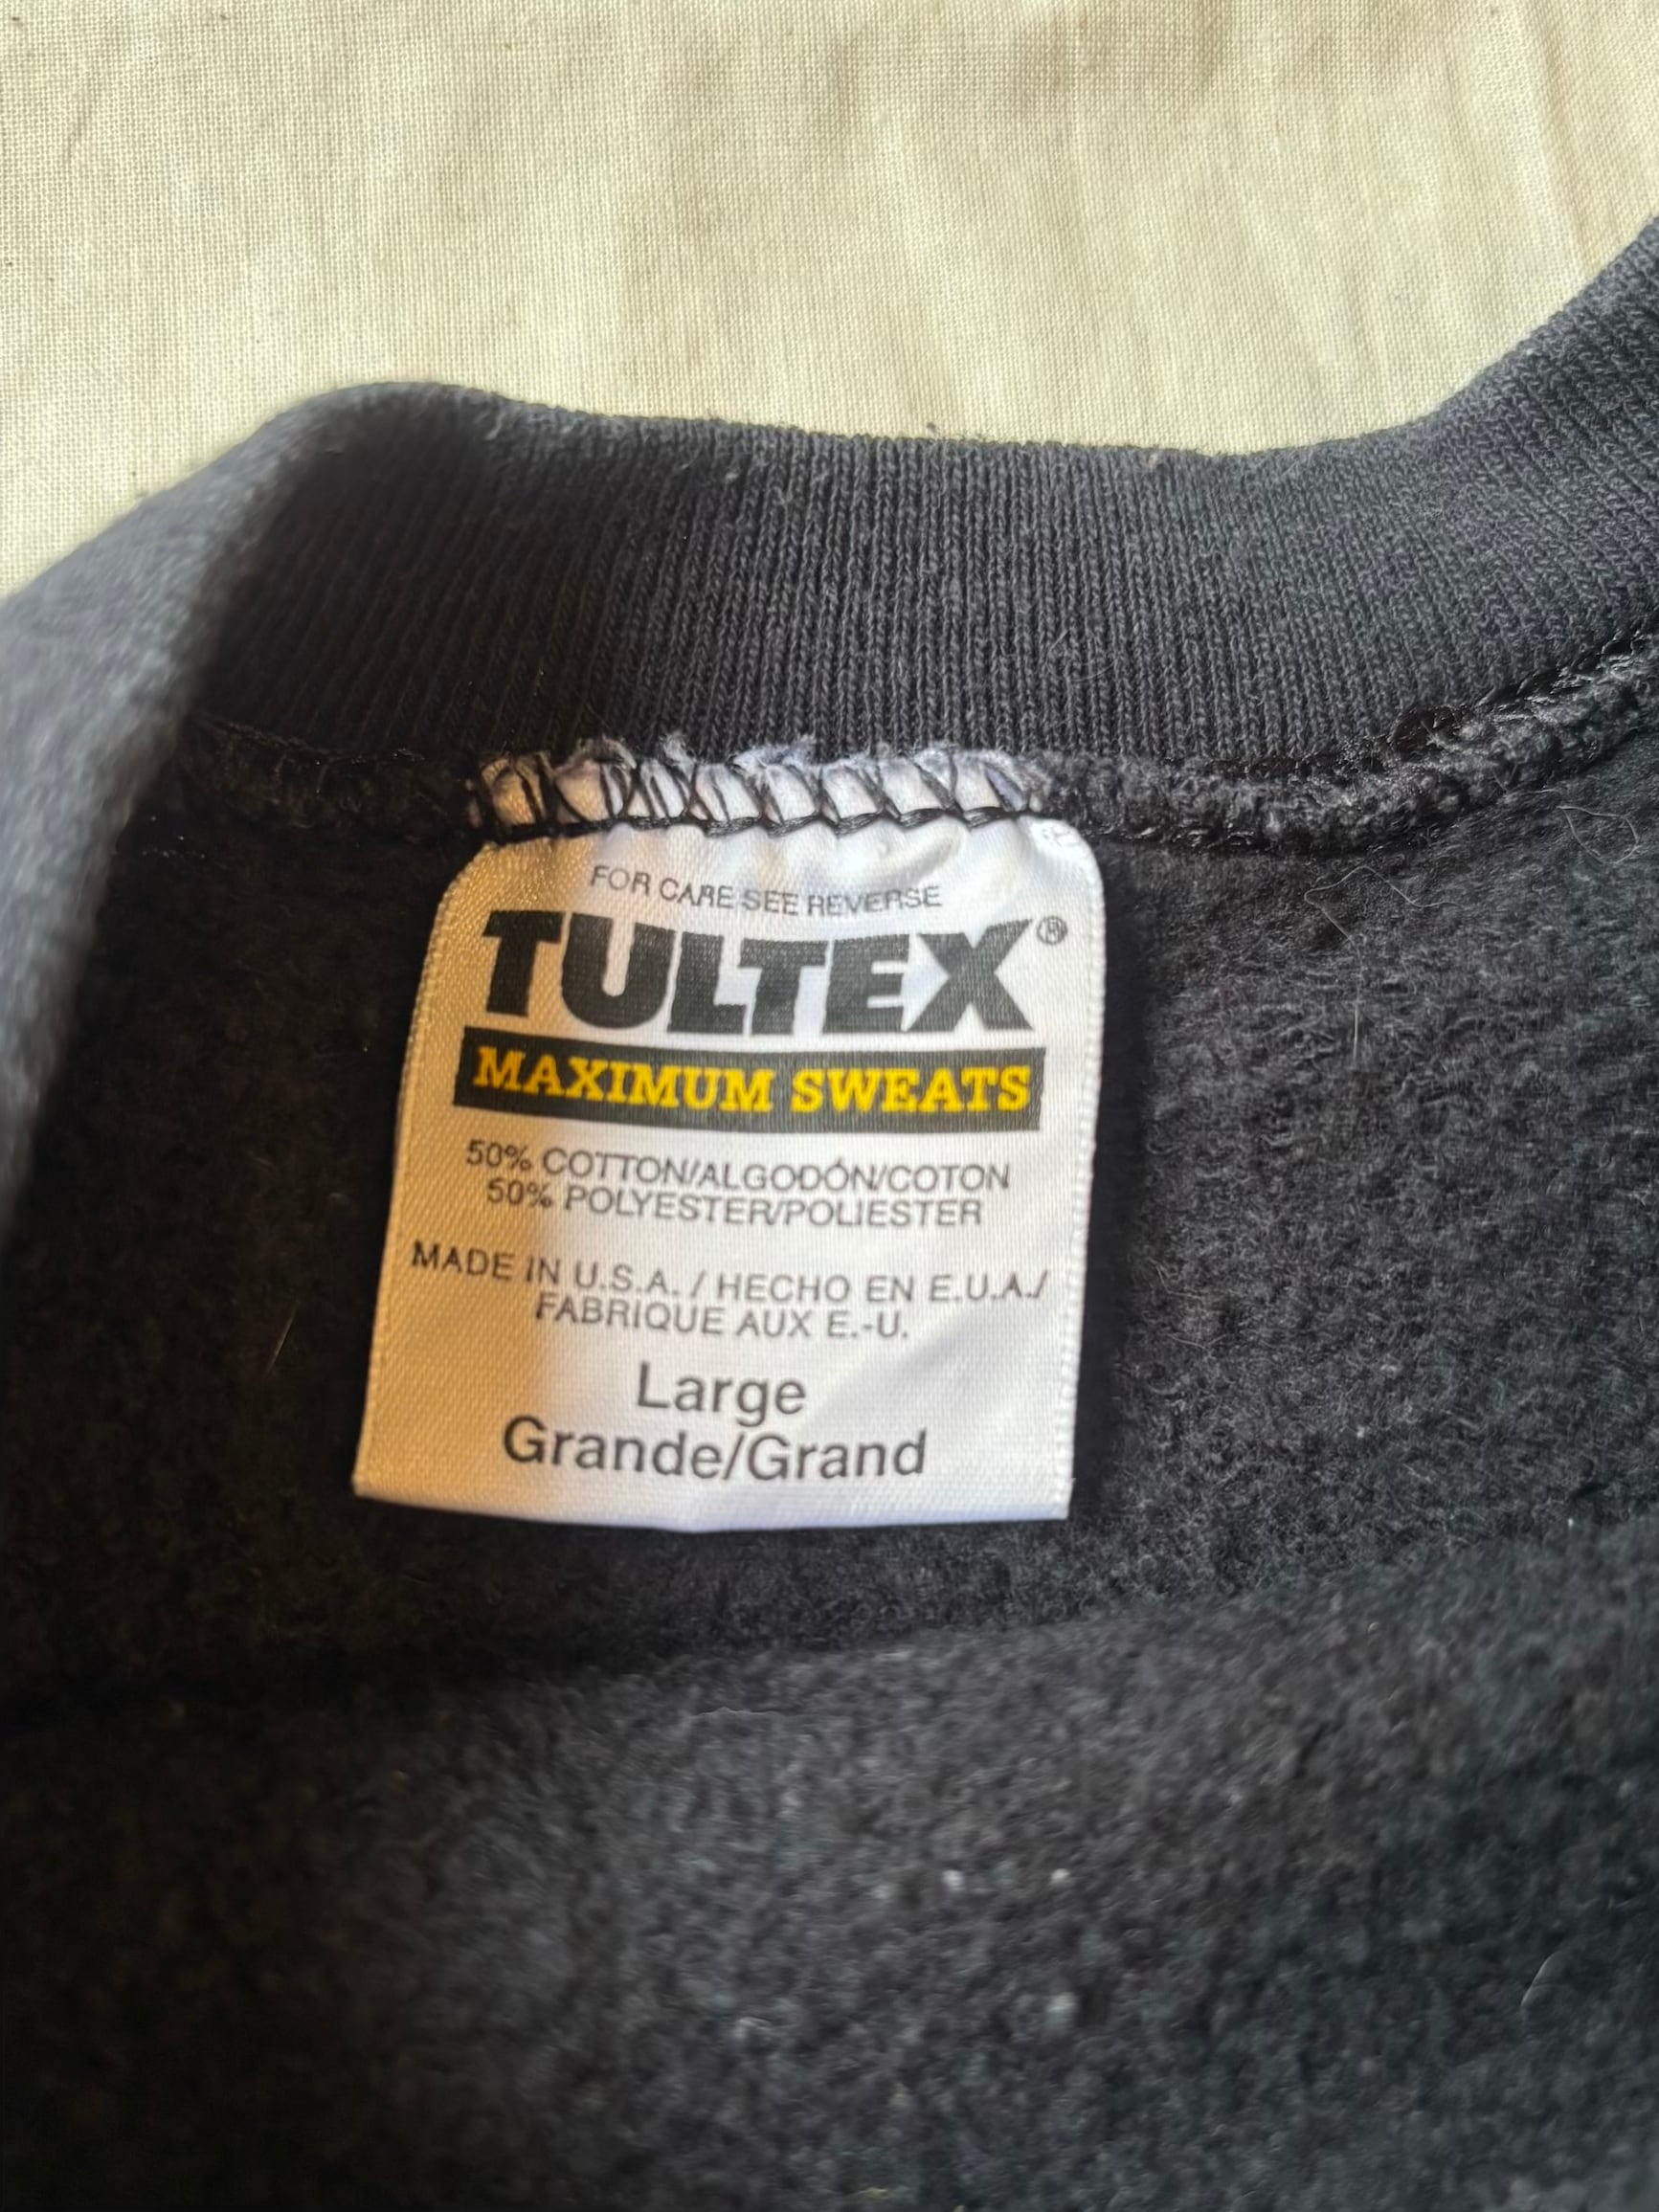 FOR CARE SEE REVERSE
TULTEX®
MAXIMUM SWEATS
50% COTTON/ALGODÓN/COTON
50% POLYESTER/POLIESTER
MADE IN U.S.A. / HECHO EN E.U.A./
FABRIQUE AUX E.-U.
Large
Grande/Grand